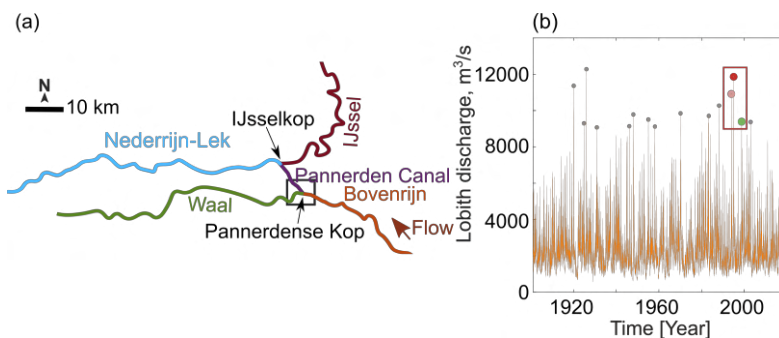 (a)
N
10 km
IJsselkop
IJssel
Nederrijn-Lek
Pannerden Canal
Bovenrijn
Waal
Flow
Pannerdense Kop
(b)
Lobith discharge, m³/s
12000
8000
4000
0
1920
1960
2000
Time [Year]